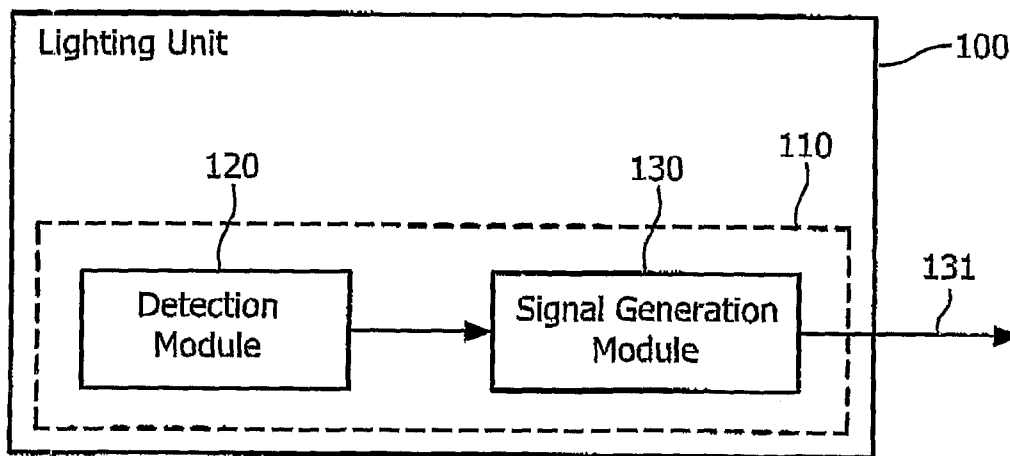 Lighting Unit
100
110
120
130
131
Detection
Module
Signal Generation
Module